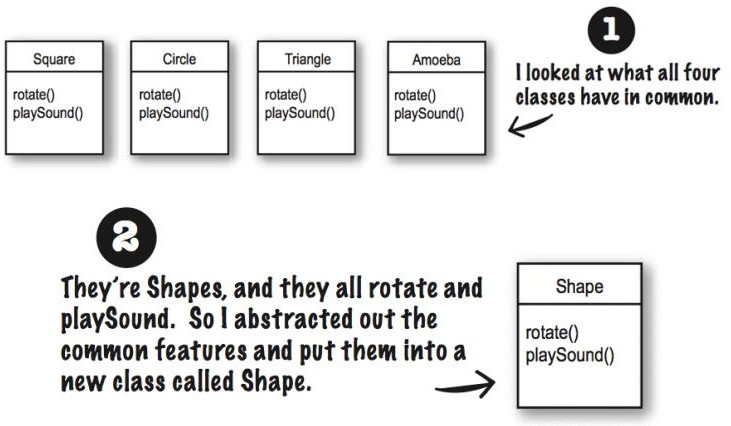 1
Square
rotate()
playSound()
Circle
rotate()
playSound()
Triangle
rotate()
playSound()
Amoeba
rotate()
playSound()
I looked at what all four
classes have in common.
2
They're Shapes, and they all rotate and
playSound. So I abstracted out the
common features and put them into a
new class called Shape.
Shape
rotate()
playSound()